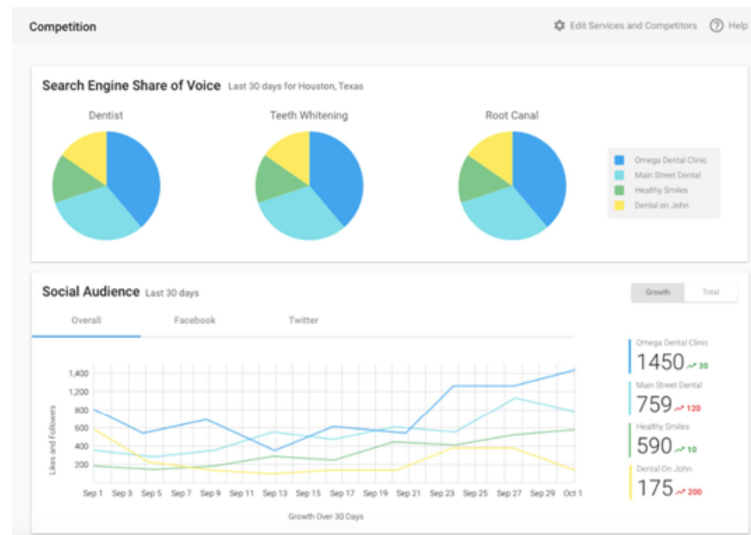 Competition
Edit Services and Competitors
Help
Search Engine Share of Voice Last 30 days for Houston, Texas
Dentist
Teeth Whitening
Root Canal
Omega Dental Clinic
Main Street Dental
Healthy Smiles
Dental on John
Social Audience Last 30 days
Growth
Total
Overall
Facebook
Twitter
Likes and Followers
1,400
1,200
800
600
400
200
Sep 1 Sep 3 Sep 5 Sep 7 Sep 9 Sep 11 Sep 13 Sep 15 Sep 17 Sep 19 Sep 21 Sep 23 Sep 25 Sep 27 Sep 29 Oct 1
Growth Over 30 Days
Omega Dental Clinic
1450 30
Main Street Dental
759 120
Healthy Smiles
590 10
Dental On John
175 200